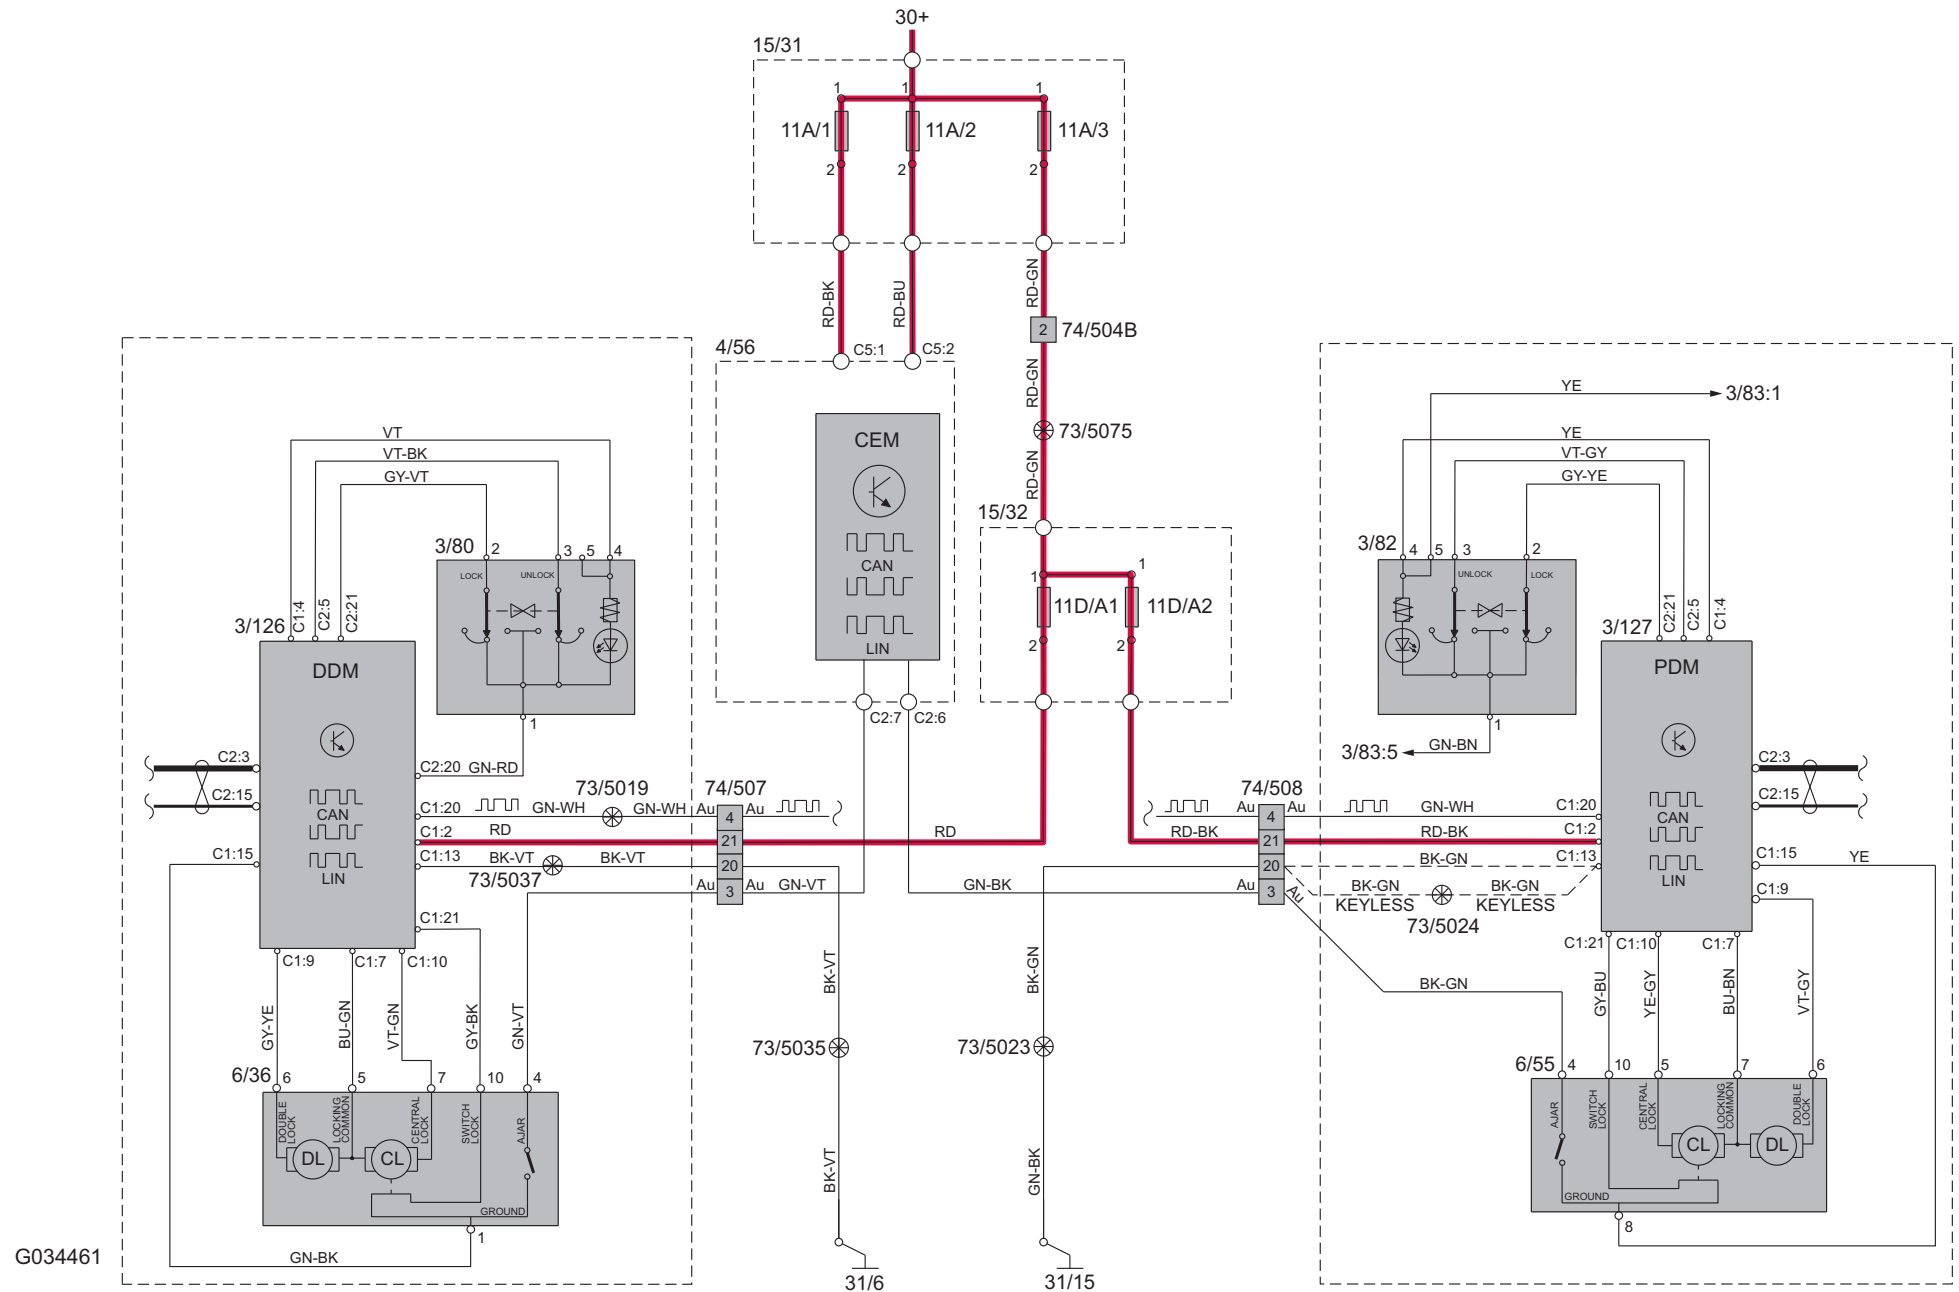 30+
15/31
1
1
1
11A/1
11A/2
11A/3
2
2
2
RD-BK
RD-BU
RD-GN
2
74/504B
4/56
C5:1
C5:2
RD-GN
73/5075
RD-GN
CEM
CAN
LIN
C2:7
C2:6
15/32
1
1
11D/A1
11D/A2
2
2
VT
VT-BK
GY-VT
3/80
2
3
5
4
LOCK
UNLOCK
1
C1:4
C2:5
C2:21
3/126
DDM
CAN
LIN
C2:3
C2:15
C1:15
C2:20
GN-RD
C1:20
GN-WH
73/5019
GN-WH
Au
74/507
4
Au
C1:2
RD
21
RD
C1:13
BK-VT
73/5037
BK-VT
20
Au
3
Au
GN-VT
GN-BK
C1:21
C1:9
C1:7
C1:10
GY-YE
BU-GN
VT-GN
GY-BK
GN-VT
6/36
6
5
7
10
4
DOUBLE LOCK
LOCKING COMMON
CENTRAL LOCK
SWITCH LOCK
AJAR
DL
CL
GROUND
1
GN-BK
BK-VT
73/5035
BK-VT
31/6
BK-GN
73/5023
GN-BK
31/15
YE
3/83:1
YE
VT-GY
GY-YE
3/82
4
5
3
2
UNLOCK
LOCK
1
3/83:5
GN-BN
C2:21
C2:5
C1:4
3/127
PDM
CAN
LIN
C2:3
C2:15
C1:15
YE
C1:9
74/508
Au
4
Au
GN-WH
C1:20
RD-BK
21
RD-BK
C1:2
20
BK-GN
C1:13
BK-GN
KEYLESS
73/5024
BK-GN
KEYLESS
Au
3
Au
BK-GN
C1:21
C1:10
C1:7
GY-BU
YE-GY
BU-BN
VT-GY
6/55
4
10
5
7
6
AJAR
SWITCH LOCK
CENTRAL LOCK
LOCKING COMMON
DOUBLE LOCK
CL
DL
GROUND
8
G034461